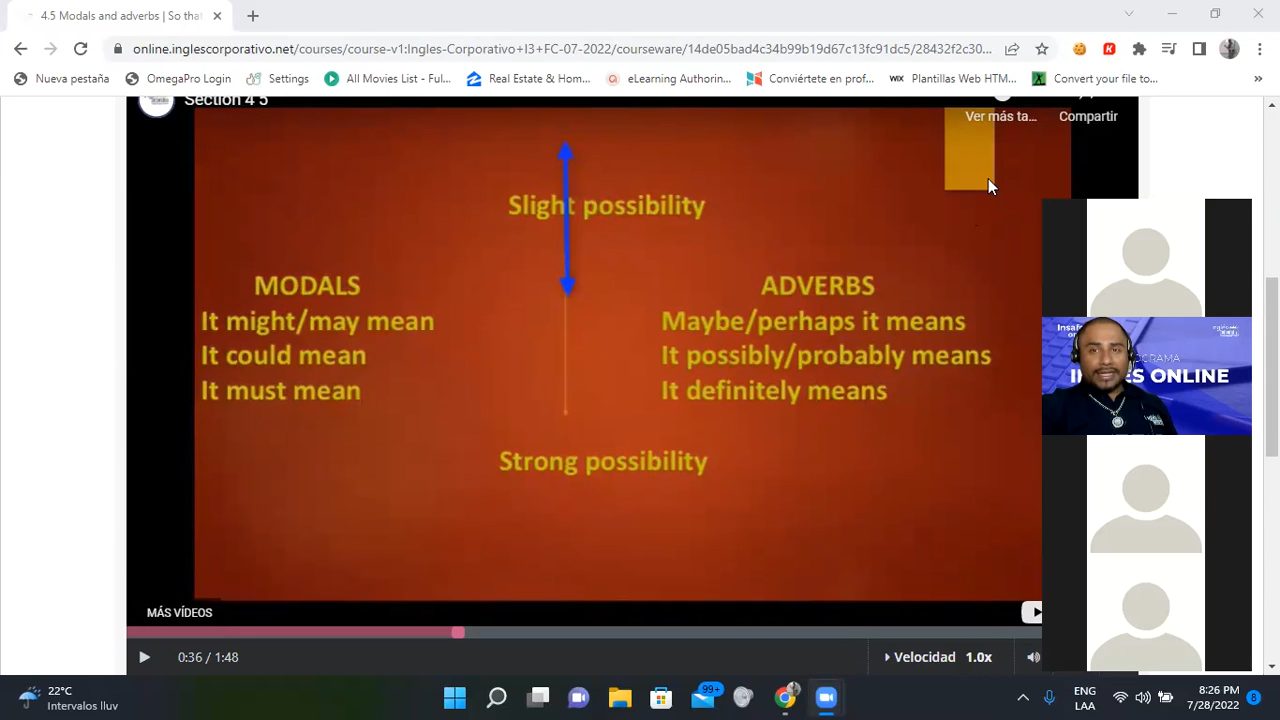 4.5 Modals and adverbs | So that
online.inglescorporativo.net/courses/course-v1:Ingles-Corporativo+I3+FC-07-2022/courseware/14de05bad4c34b99b19d67c13fc91dc5/28432f2c30...
Nueva pestaña
OmegaPro Login
Settings
All Movies List - Ful...
Real Estate & Hom...
eLearning Authorin...
Conviértete en prof...
WIX Plantillas Web HTM...
Convert your file to...
»
Section 4 5
Ver más ta...
Compartir
Slight possibility
MODALS
It might/may mean
It could mean
It must mean
ADVERBS
Maybe/perhaps it means
It possibly/probably means
It definitely means
Strong possibility
INGLES ONLINE
MÁS VÍDEOS
0:36 / 1:48
Velocidad 1.0x
22°C
Intervalos lluv
99+
ENG
LAA
8:26 PM
7/28/2022
8